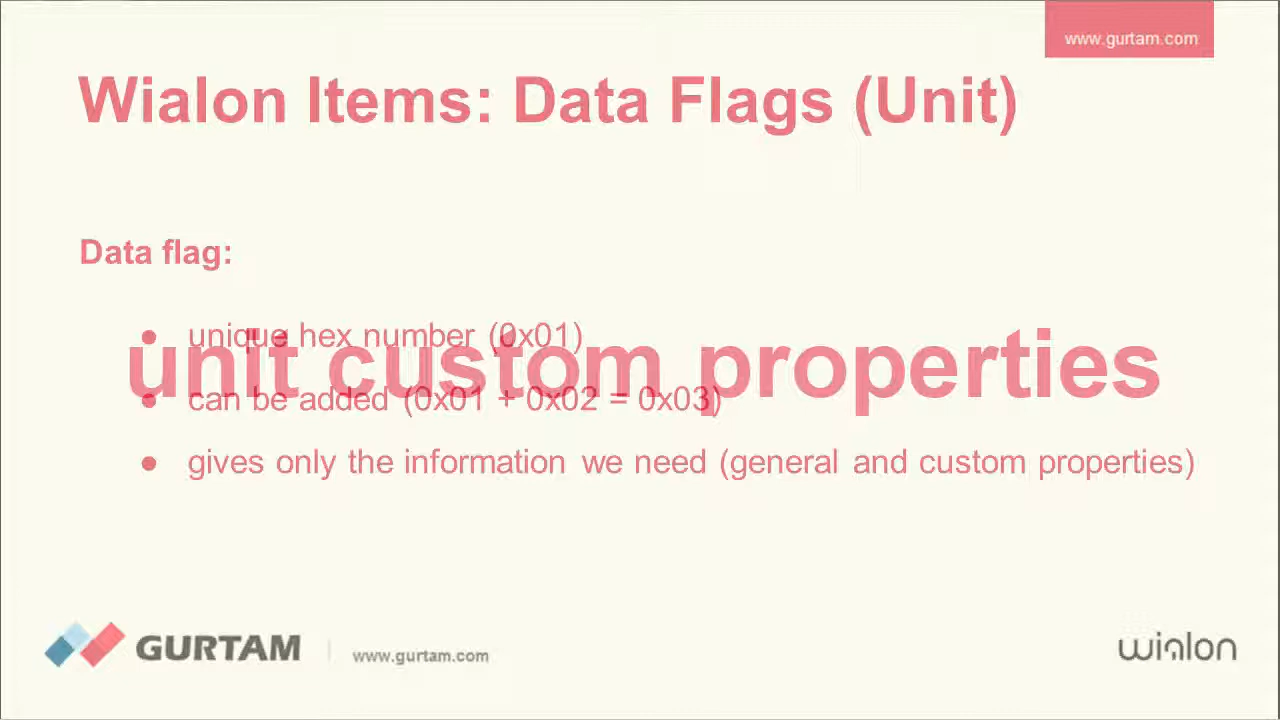 www.gurtam.com
Wialon Items: Data Flags (Unit)
Data flag:
● unique hex number (0x01)
unit custom properties
● can be added (0x01 + 0x02 = 0x03)
● gives only the information we need (general and custom properties)
GURTAM
www.gurtam.com
wialon